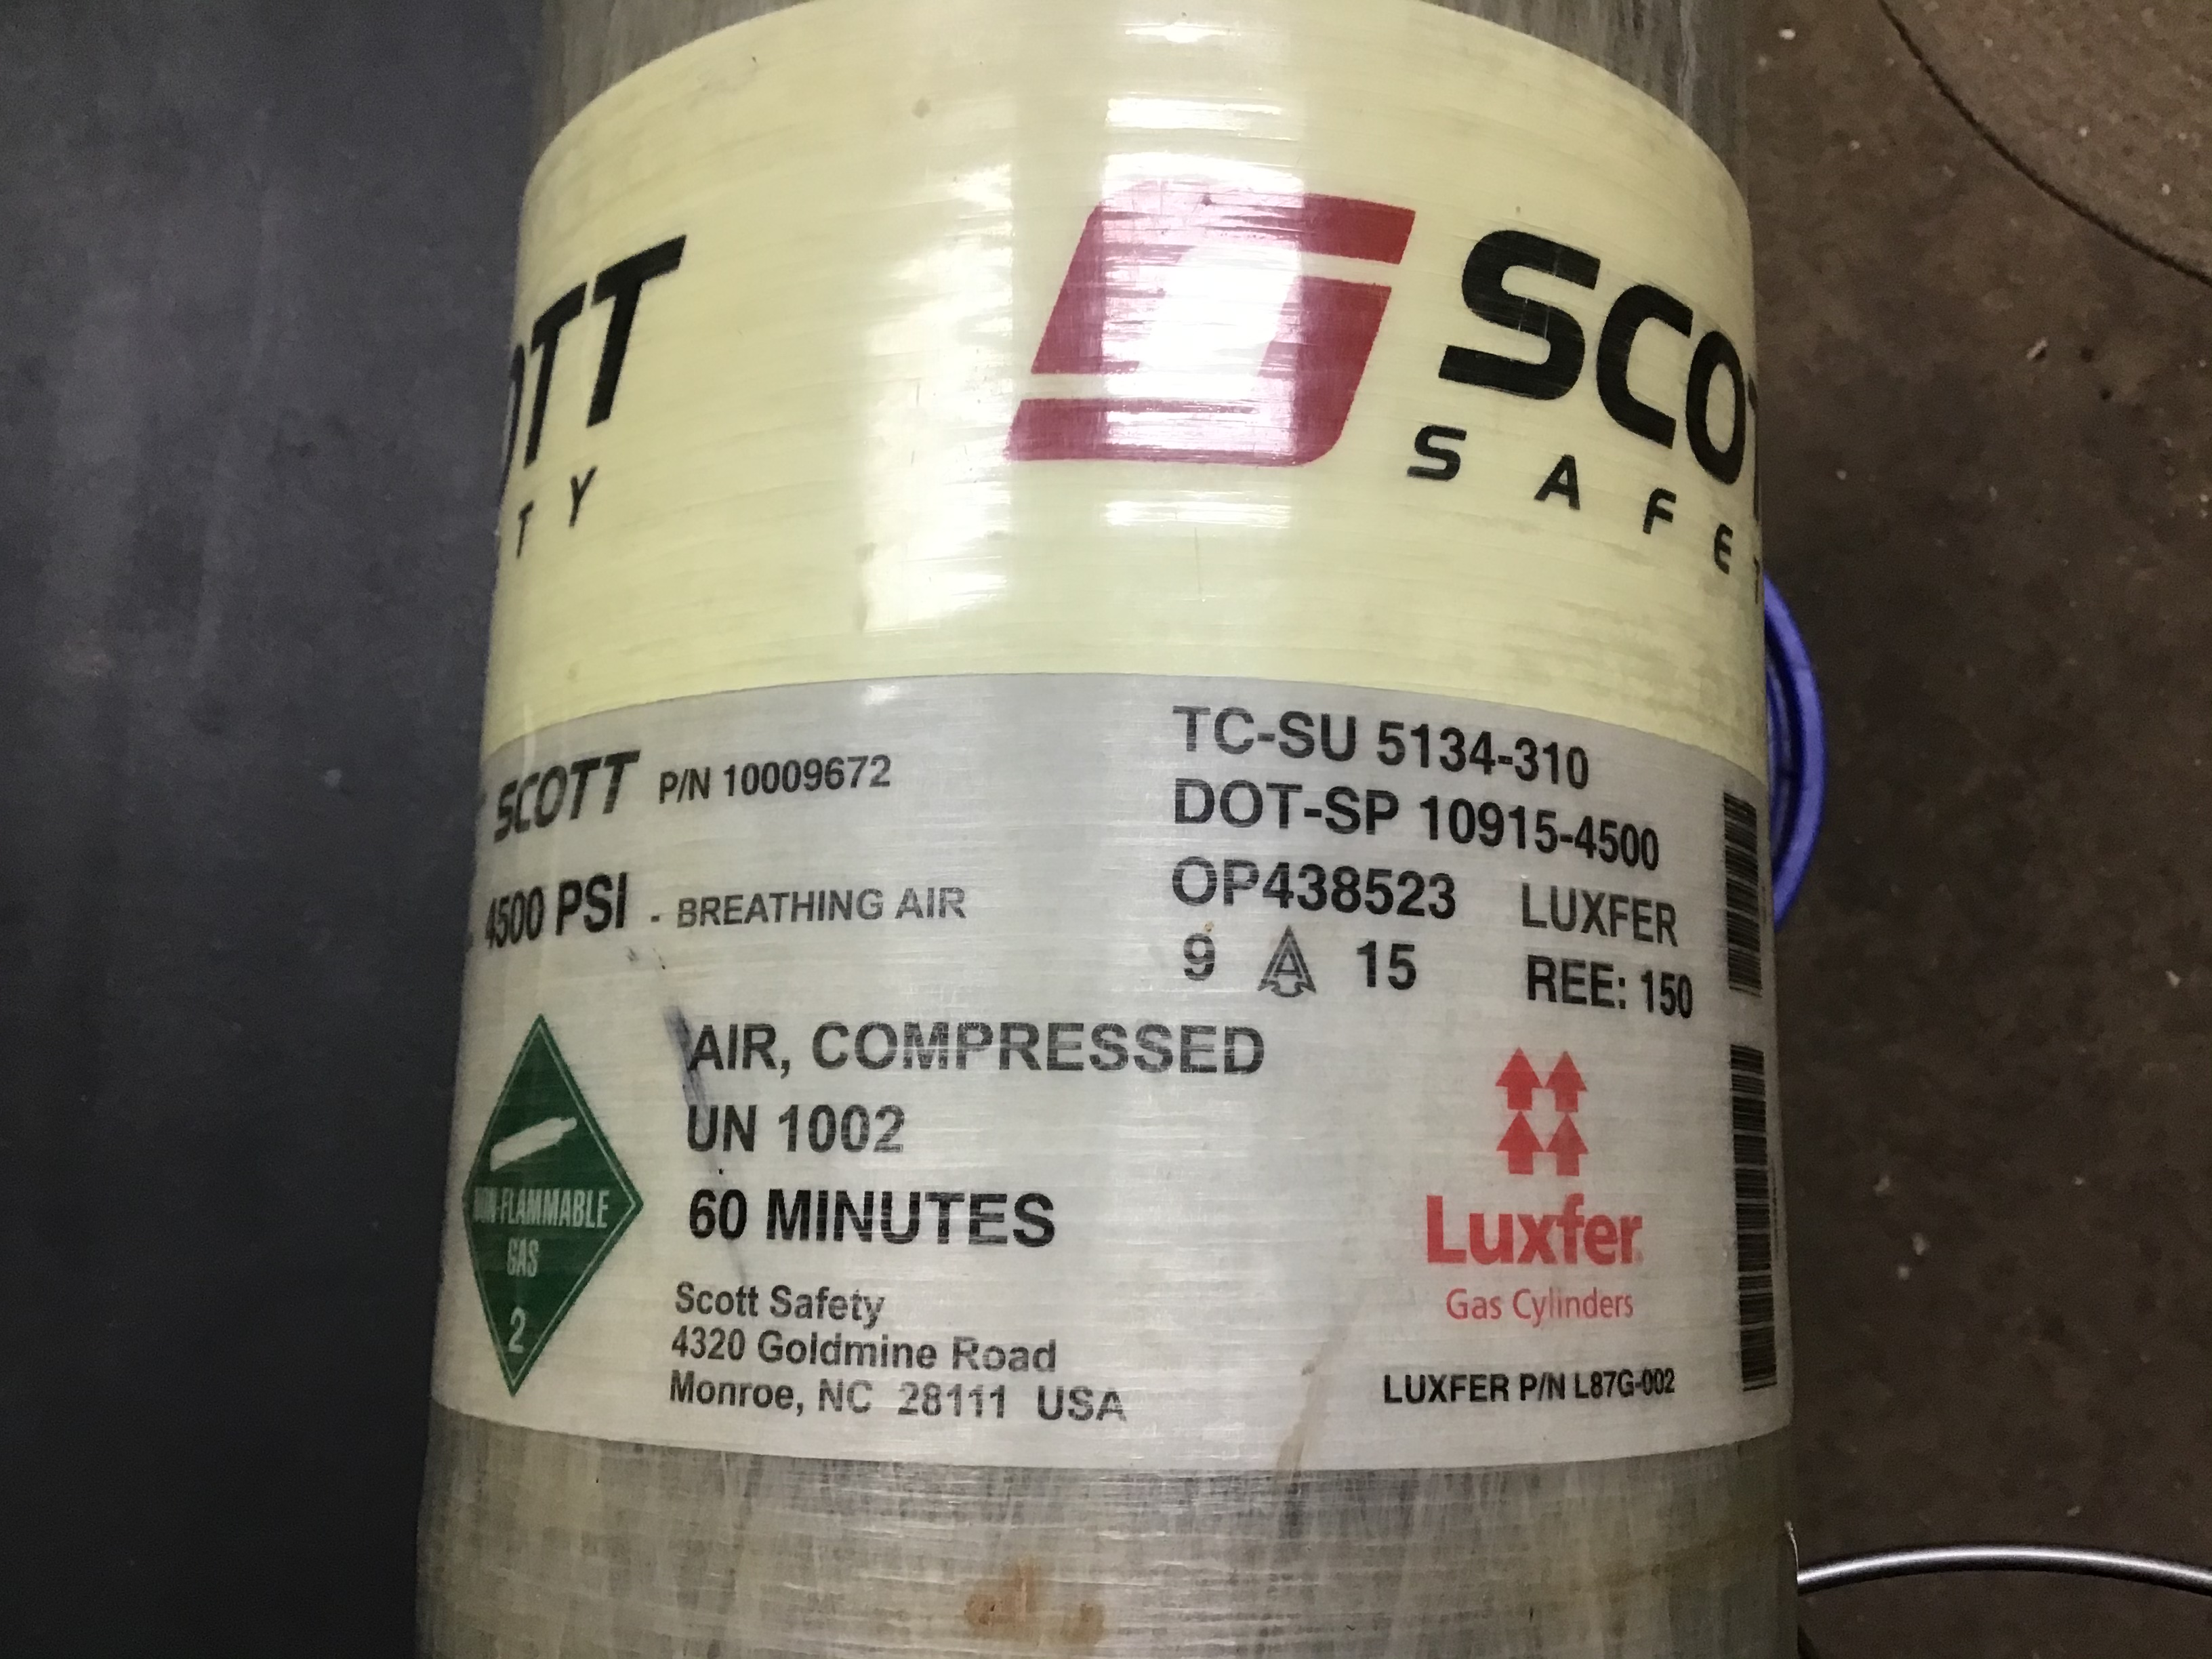 SCOTT
SAFETY
SCOTT P/N 10009672
4500 PSI - BREATHING AIR
TC-SU 5134-310
DOT-SP 10915-4500
OP438523 LUXFER
9 A 15 REE: 150
AIR, COMPRESSED
UN 1002
60 MINUTES
NON-FLAMMABLE
GAS
2
Scott Safety
4320 Goldmine Road
Monroe, NC 28111 USA
Luxfer
Gas Cylinders
LUXFER P/N L87G-002